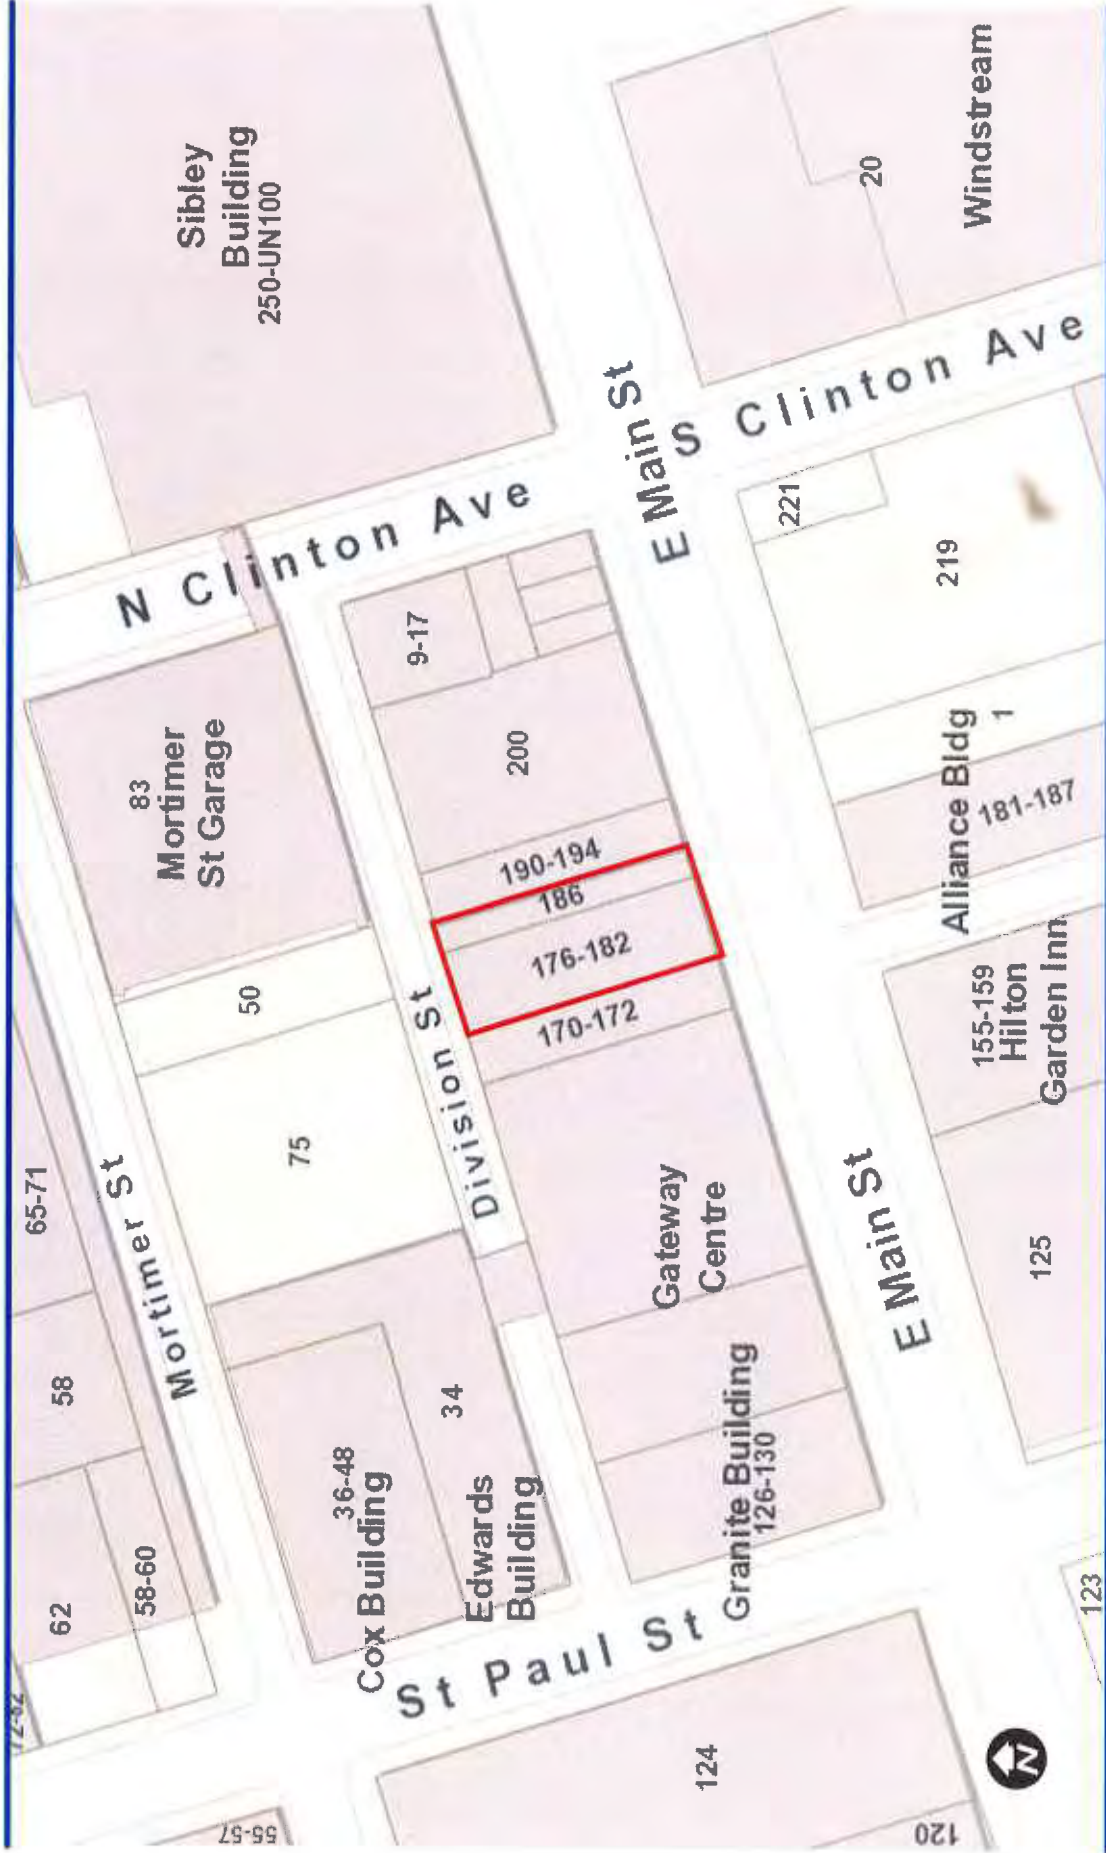 72-82
62
58-60
58
65-71
Mortimer St
N Clinton Ave
Sibley
Building
250-UN100
83
Mortimer
St Garage
50
75
36-48
Cox Building
34
Edwards
Building
Division St
9-17
200
190-194
186
176-182
170-172
Gateway
Centre
Granite Building
126-130
St Paul St
55-57
124
120
123
E Main St
E Main St
S Clinton Ave
20
Windstream
221
219
1
Alliance Bldg
181-187
155-159
Hilton
Garden Inn
125
N